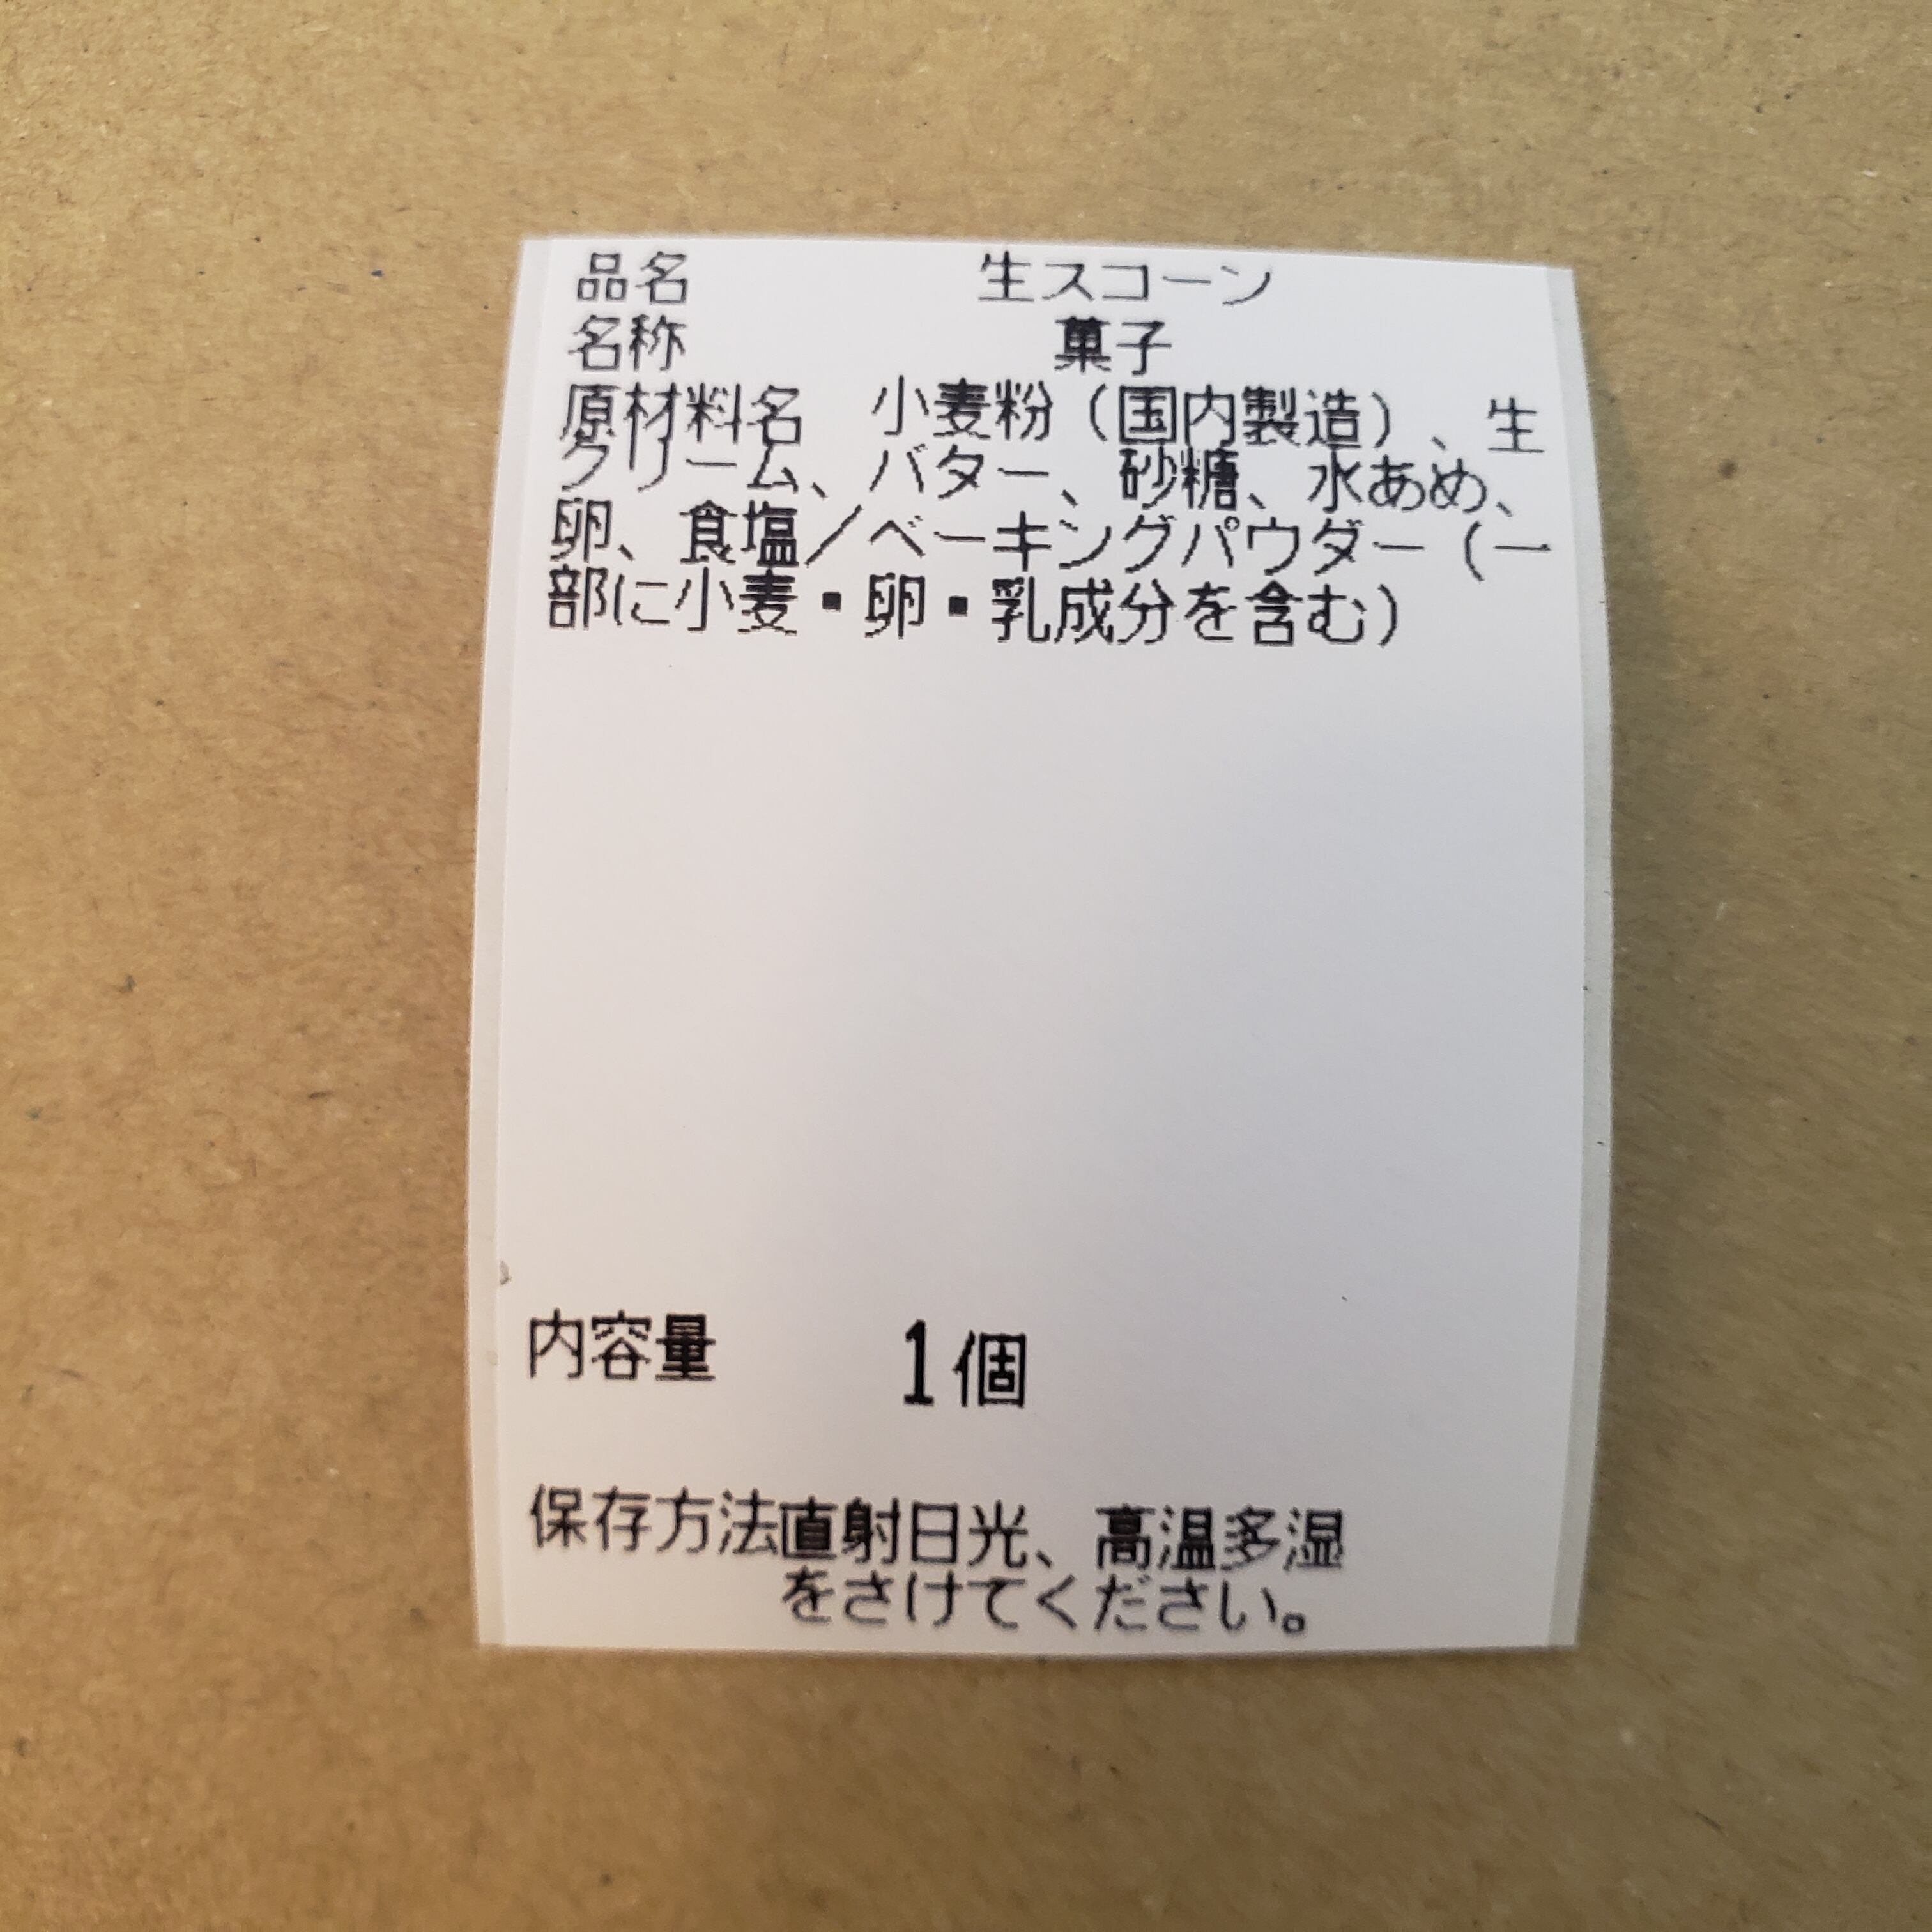 品名 生スコーン
名称 菓子
原材料名 小麦粉（国内製造）、生
クリーム、バター、砂糖、水あめ、
卵、食塩／ベーキングパウダー（一
部に小麦・卵・乳成分を含む）
内容量 1個
保存方法直射日光、高温多湿
をさけてください。